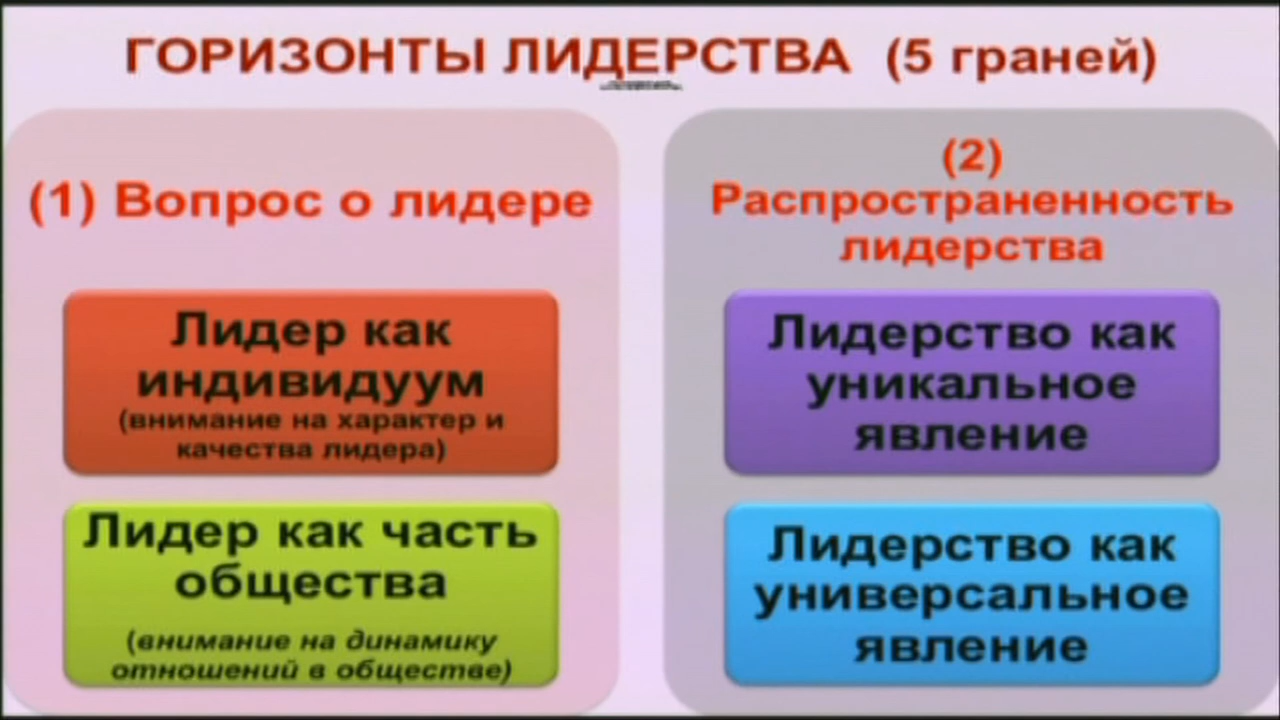 ГОРИЗОНТЫ ЛИДЕРСТВА (5 граней)
(1) Вопрос о лидере
Лидер как
индивидуум
(внимание на характер и
качества лидера)
Лидер как часть
общества
(внимание на динамику
отношений в обществе)
(2)
Распространенность
лидерства
Лидерство как
уникальное
явление
Лидерство как
универсальное
явление